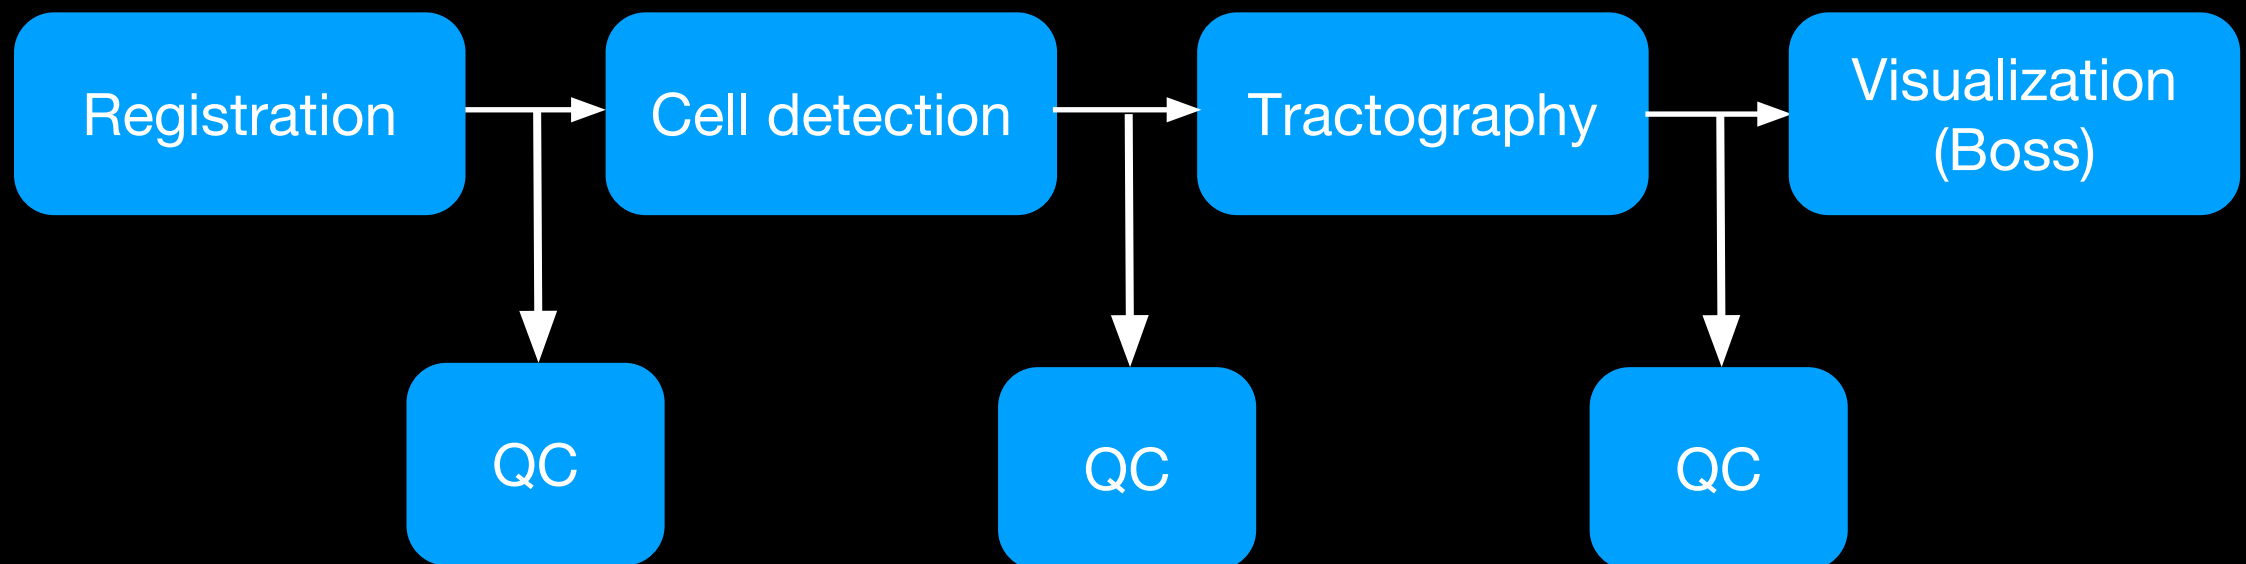 Registration
Cell detection
Tractography
Visualization
(Boss)
QC
QC
QC